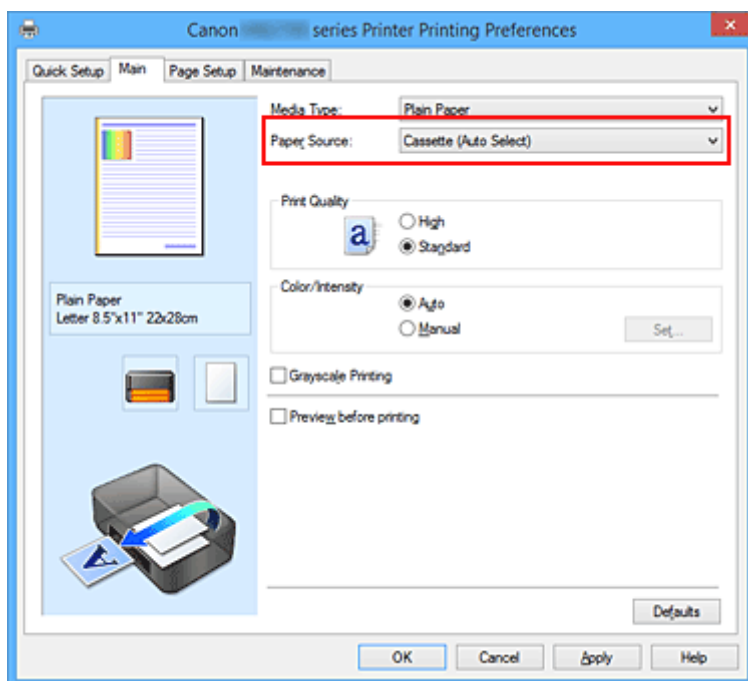 Canon series Printer Printing Preferences
Quick Setup Main Page Setup Maintenance
Media Type: Plain Paper
Paper Source: Cassette (Auto Select)
Print Quality
High
a
Standard
Color/Intensity
Auto
Manual
Set...
Plain Paper
Letter 8.5"x11" 22x28cm
Grayscale Printing
Preview before printing
A
Defaults
OK Cancel Apply Help